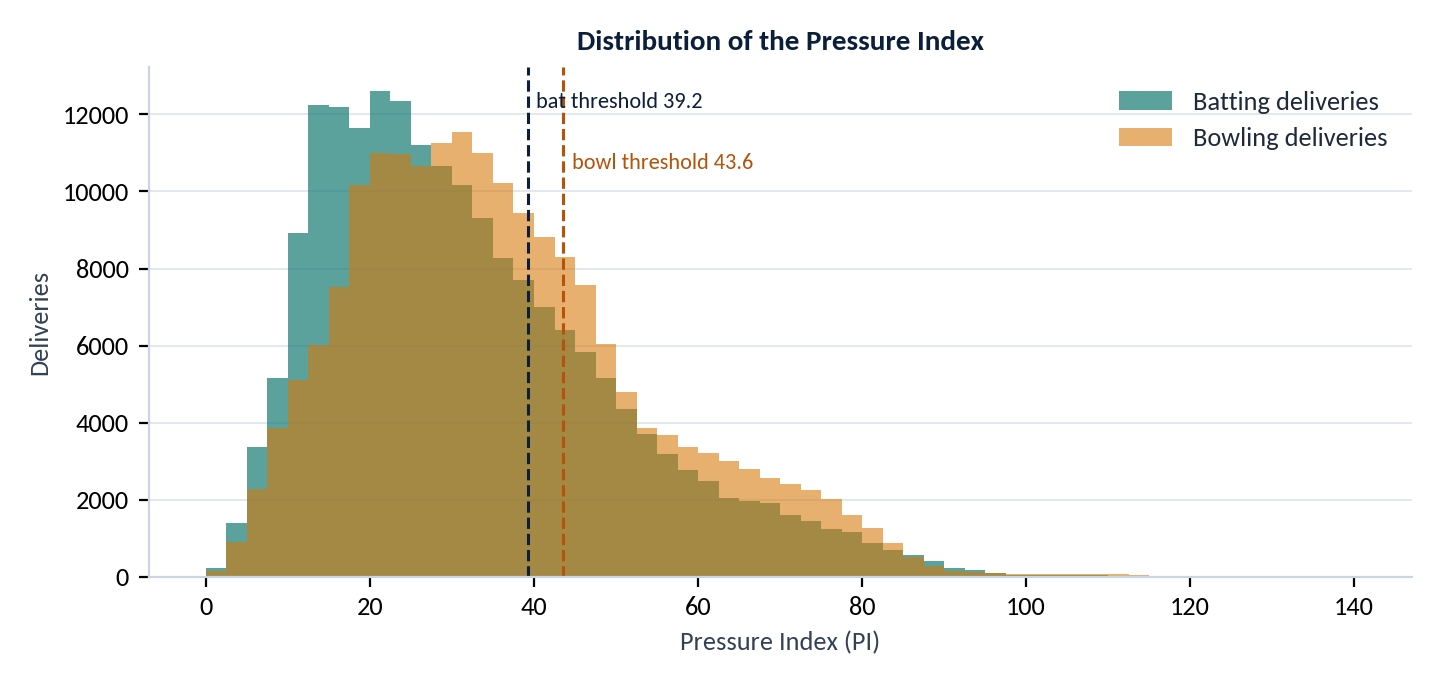 Distribution of the Pressure Index
bat threshold 39.2
bowl threshold 43.6
Batting deliveries
Bowling deliveries
Deliveries
12000
10000
8000
6000
4000
2000
0
0 20 40 60 80 100 120 140
Pressure Index (PI)